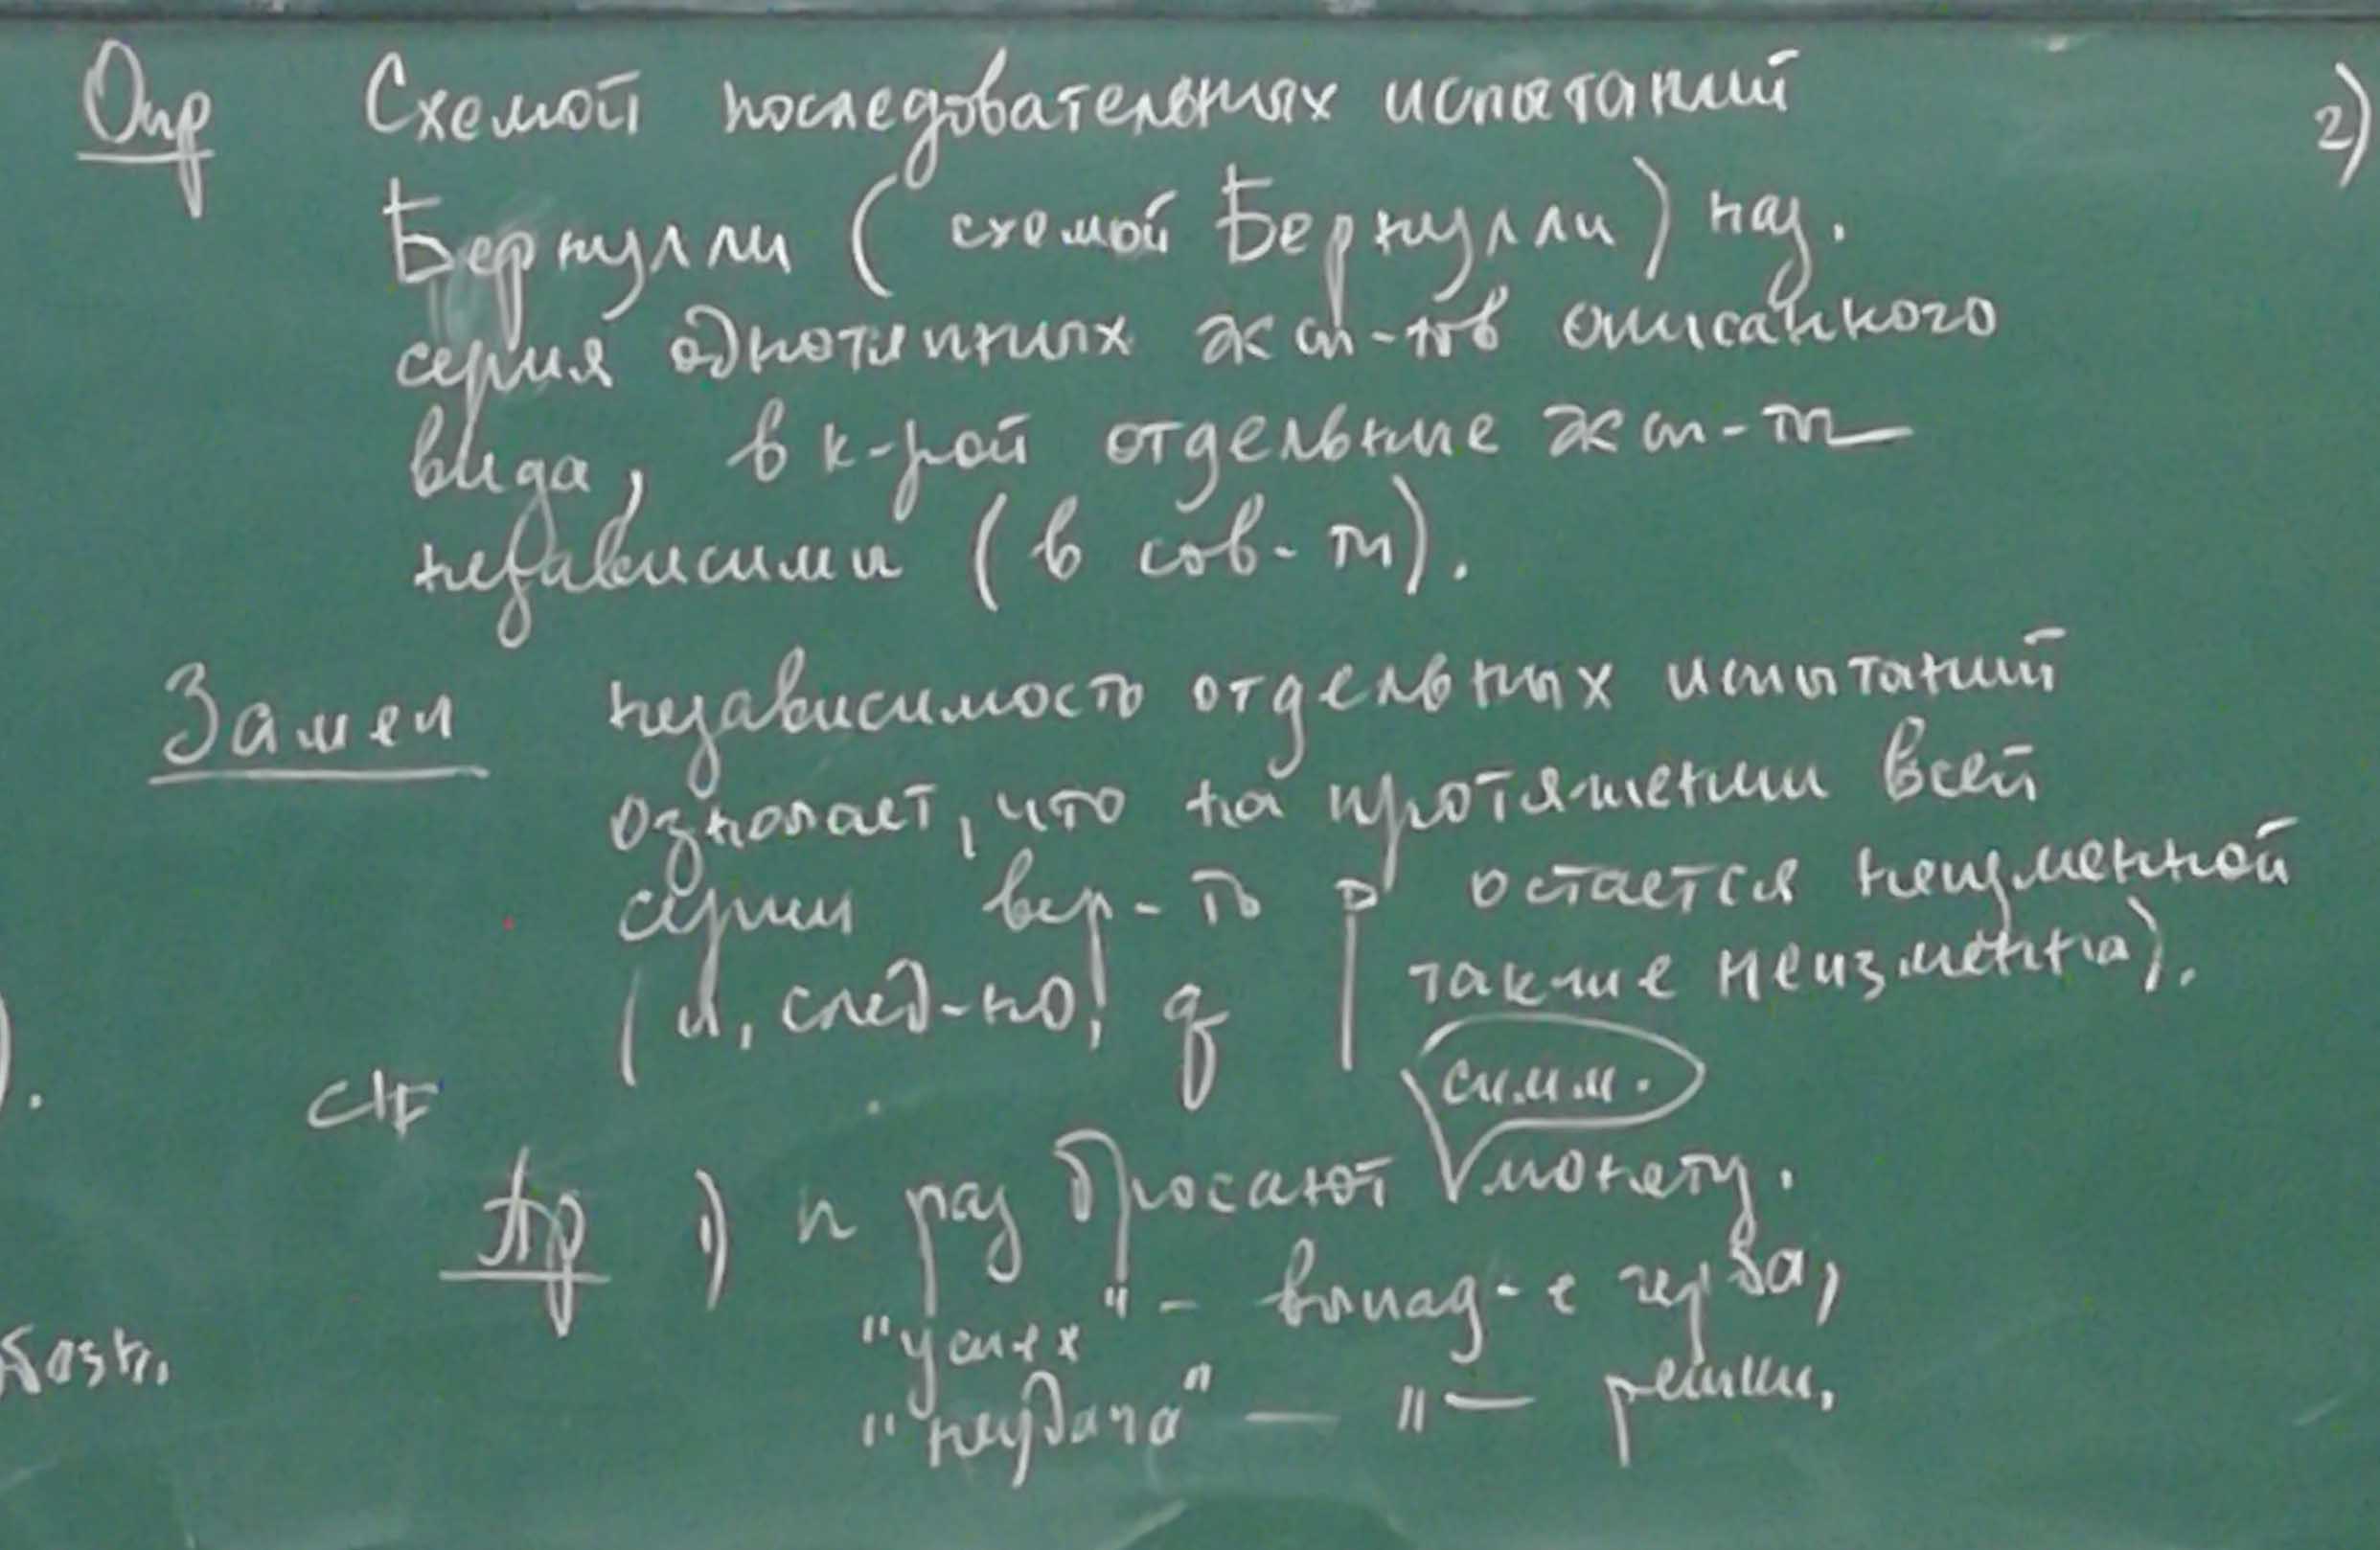 Опр Схемой последовательных испытаний 2)
Бернулли (схемой Бернулли) наз.
серия однотипных эксп-тов описанного
вида, в к-рой отдельные эксп-ты
независимы (в сов-ти).
Замеч независимость отдельных испытаний
означает, что на протяжении всей
серии вер-ть p остается неизменной
(и, след-но, q также неизменна).
симм.
Пр 1) n раз бросают монету.
"успех" - выпад-е герба,
"неудача" — " — решки.